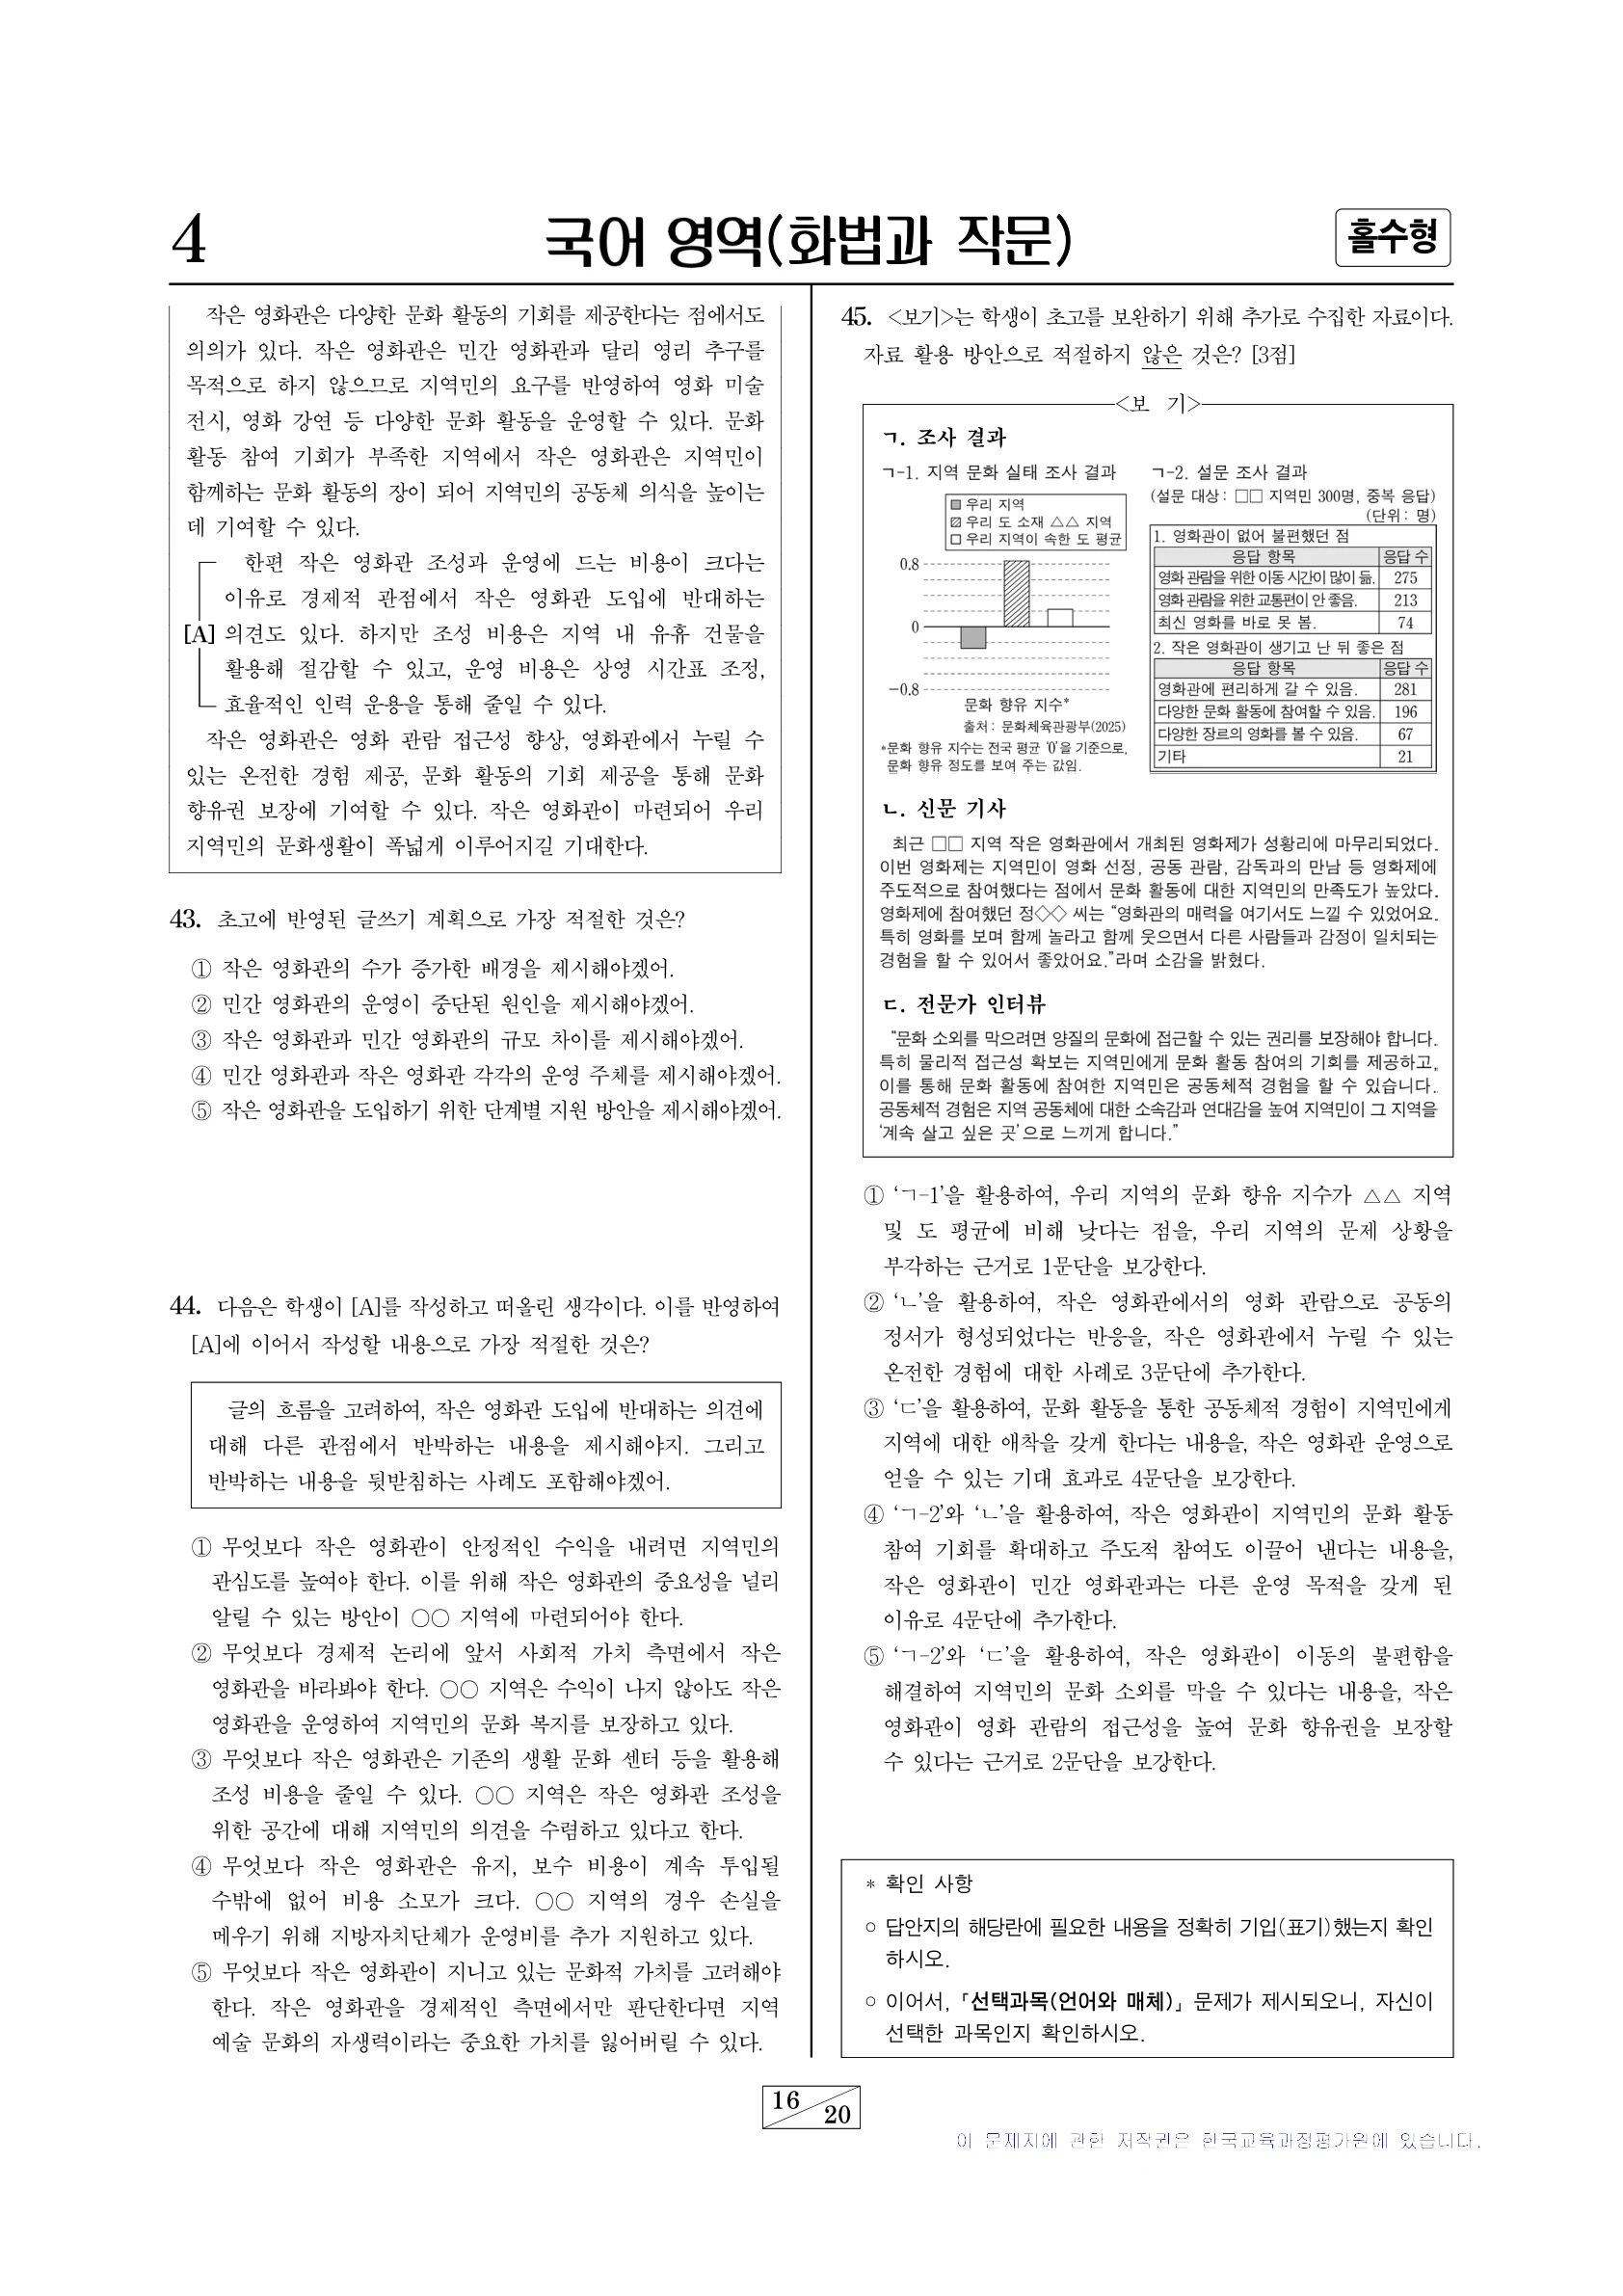 4
국어 영역(화법과 작문)
홀수형
작은 영화관은 다양한 문화 활동의 기회를 제공한다는 점에서도
의의가 있다. 작은 영화관은 민간 영화관과 달리 영리 추구를
목적으로 하지 않으므로 지역민의 요구를 반영하여 영화 미술
전시, 영화 강연 등 다양한 문화 활동을 운영할 수 있다. 문화
활동 참여 기회가 부족한 지역에서 작은 영화관은 지역민이
함께하는 문화 활동의 장이 되어 지역민의 공동체 의식을 높이는
데 기여할 수 있다.
한편 작은 영화관 조성과 운영에 드는 비용이 크다는
이유로 경제적 관점에서 작은 영화관 도입에 반대하는
[A] 의견도 있다. 하지만 조성 비용은 지역 내 유휴 건물을
활용해 절감할 수 있고, 운영 비용은 상영 시간표 조정,
효율적인 인력 운용을 통해 줄일 수 있다.
작은 영화관은 영화 관람 접근성 향상, 영화관에서 누릴 수
있는 온전한 경험 제공, 문화 활동의 기회 제공을 통해 문화
향유권 보장에 기여할 수 있다. 작은 영화관이 마련되어 우리
지역민의 문화생활이 폭넓게 이루어지길 기대한다.
43. 초고에 반영된 글쓰기 계획으로 가장 적절한 것은?
① 작은 영화관의 수가 증가한 배경을 제시해야겠어.
② 민간 영화관의 운영이 중단된 원인을 제시해야겠어.
③ 작은 영화관과 민간 영화관의 규모 차이를 제시해야겠어.
④ 민간 영화관과 작은 영화관 각각의 운영 주체를 제시해야겠어.
⑤ 작은 영화관을 도입하기 위한 단계별 지원 방안을 제시해야겠어.
44. 다음은 학생이 [A]를 작성하고 떠올린 생각이다. 이를 반영하여
[A]에 이어서 작성할 내용으로 가장 적절한 것은?
글의 흐름을 고려하여, 작은 영화관 도입에 반대하는 의견에
대해 다른 관점에서 반박하는 내용을 제시해야지. 그리고
반박하는 내용을 뒷받침하는 사례도 포함해야겠어.
① 무엇보다 작은 영화관이 안정적인 수익을 내려면 지역민의
관심도를 높여야 한다. 이를 위해 작은 영화관의 중요성을 널리
알릴 수 있는 방안이 ○○ 지역에 마련되어야 한다.
② 무엇보다 경제적 논리에 앞서 사회적 가치 측면에서 작은
영화관을 바라봐야 한다. ○○ 지역은 수익이 나지 않아도 작은
영화관을 운영하여 지역민의 문화 복지를 보장하고 있다.
③ 무엇보다 작은 영화관은 기존의 생활 문화 센터 등을 활용해
조성 비용을 줄일 수 있다. ○○ 지역은 작은 영화관 조성을
위한 공간에 대해 지역민의 의견을 수렴하고 있다고 한다.
④ 무엇보다 작은 영화관은 유지, 보수 비용이 계속 투입될
수밖에 없어 비용 소모가 크다. ○○ 지역의 경우 손실을
메우기 위해 지방자치단체가 운영비를 추가 지원하고 있다.
⑤ 무엇보다 작은 영화관이 지니고 있는 문화적 가치를 고려해야
한다. 작은 영화관을 경제적인 측면에서만 판단한다면 지역
예술 문화의 자생력이라는 중요한 가치를 잃어버릴 수 있다.
45. <보기>는 학생이 초고를 보완하기 위해 추가로 수집한 자료이다.
자료 활용 방안으로 적절하지 않은 것은? [3점]
<보 기>
ㄱ. 조사 결과
ㄱ-1. 지역 문화 실태 조사 결과
우리 지역
우리 도 소재 △△ 지역
우리 지역이 속한 도 평균
0.8
0
-0.8
문화 향유 지수*
출처: 문화체육관광부(2025)
*문화 향유 지수는 전국 평균 '0'을 기준으로,
문화 향유 정도를 보여 주는 값임.
ㄱ-2. 설문 조사 결과
(설문 대상: □□ 지역민 300명, 중복 응답)
(단위: 명)
1. 영화관이 없어 불편했던 점
응답 항목 응답 수
영화 관람을 위한 이동 시간이 많이 듦. 275
영화 관람을 위한 교통편이 안 좋음. 213
최신 영화를 바로 못 봄. 74
2. 작은 영화관이 생기고 난 뒤 좋은 점
응답 항목 응답 수
영화관에 편리하게 갈 수 있음. 281
다양한 문화 활동에 참여할 수 있음. 196
다양한 장르의 영화를 볼 수 있음. 67
기타 21
ㄴ. 신문 기사
최근 □□ 지역 작은 영화관에서 개최된 영화제가 성황리에 마무리되었다.
이번 영화제는 지역민이 영화 선정, 공동 관람, 감독과의 만남 등 영화제에
주도적으로 참여했다는 점에서 문화 활동에 대한 지역민의 만족도가 높았다.
영화제에 참여했던 정◇◇ 씨는 "영화관의 매력을 여기서도 느낄 수 있었어요.
특히 영화를 보며 함께 놀라고 함께 웃으면서 다른 사람들과 감정이 일치되는
경험을 할 수 있어서 좋았어요."라며 소감을 밝혔다.
ㄷ. 전문가 인터뷰
"문화 소외를 막으려면 양질의 문화에 접근할 수 있는 권리를 보장해야 합니다.
특히 물리적 접근성 확보는 지역민에게 문화 활동 참여의 기회를 제공하고,
이를 통해 문화 활동에 참여한 지역민은 공동체적 경험을 할 수 있습니다.
공동체적 경험은 지역 공동체에 대한 소속감과 연대감을 높여 지역민이 그 지역을
'계속 살고 싶은 곳'으로 느끼게 합니다."
① 'ㄱ-1'을 활용하여, 우리 지역의 문화 향유 지수가 △△ 지역
및 도 평균에 비해 낮다는 점을, 우리 지역의 문제 상황을
부각하는 근거로 1문단을 보강한다.
② 'ㄴ'을 활용하여, 작은 영화관에서의 영화 관람으로 공동의
정서가 형성되었다는 반응을, 작은 영화관에서 누릴 수 있는
온전한 경험에 대한 사례로 3문단에 추가한다.
③ 'ㄷ'을 활용하여, 문화 활동을 통한 공동체적 경험이 지역민에게
지역에 대한 애착을 갖게 한다는 내용을, 작은 영화관 운영으로
얻을 수 있는 기대 효과로 4문단을 보강한다.
④ 'ㄱ-2'와 'ㄴ'을 활용하여, 작은 영화관이 지역민의 문화 활동
참여 기회를 확대하고 주도적 참여도 이끌어 낸다는 내용을,
작은 영화관이 민간 영화관과는 다른 운영 목적을 갖게 된
이유로 4문단에 추가한다.
⑤ 'ㄱ-2'와 'ㄷ'을 활용하여, 작은 영화관이 이동의 불편함을
해결하여 지역민의 문화 소외를 막을 수 있다는 내용을, 작은
영화관이 영화 관람의 접근성을 높여 문화 향유권을 보장할
수 있다는 근거로 2문단을 보강한다.
* 확인 사항
○ 답안지의 해당란에 필요한 내용을 정확히 기입(표기)했는지 확인
하시오.
○ 이어서, 「선택과목(언어와 매체)」 문제가 제시되오니, 자신이
선택한 과목인지 확인하시오.
16
20
이 문제지에 관한 저작권은 한국교육과정평가원에 있습니다.